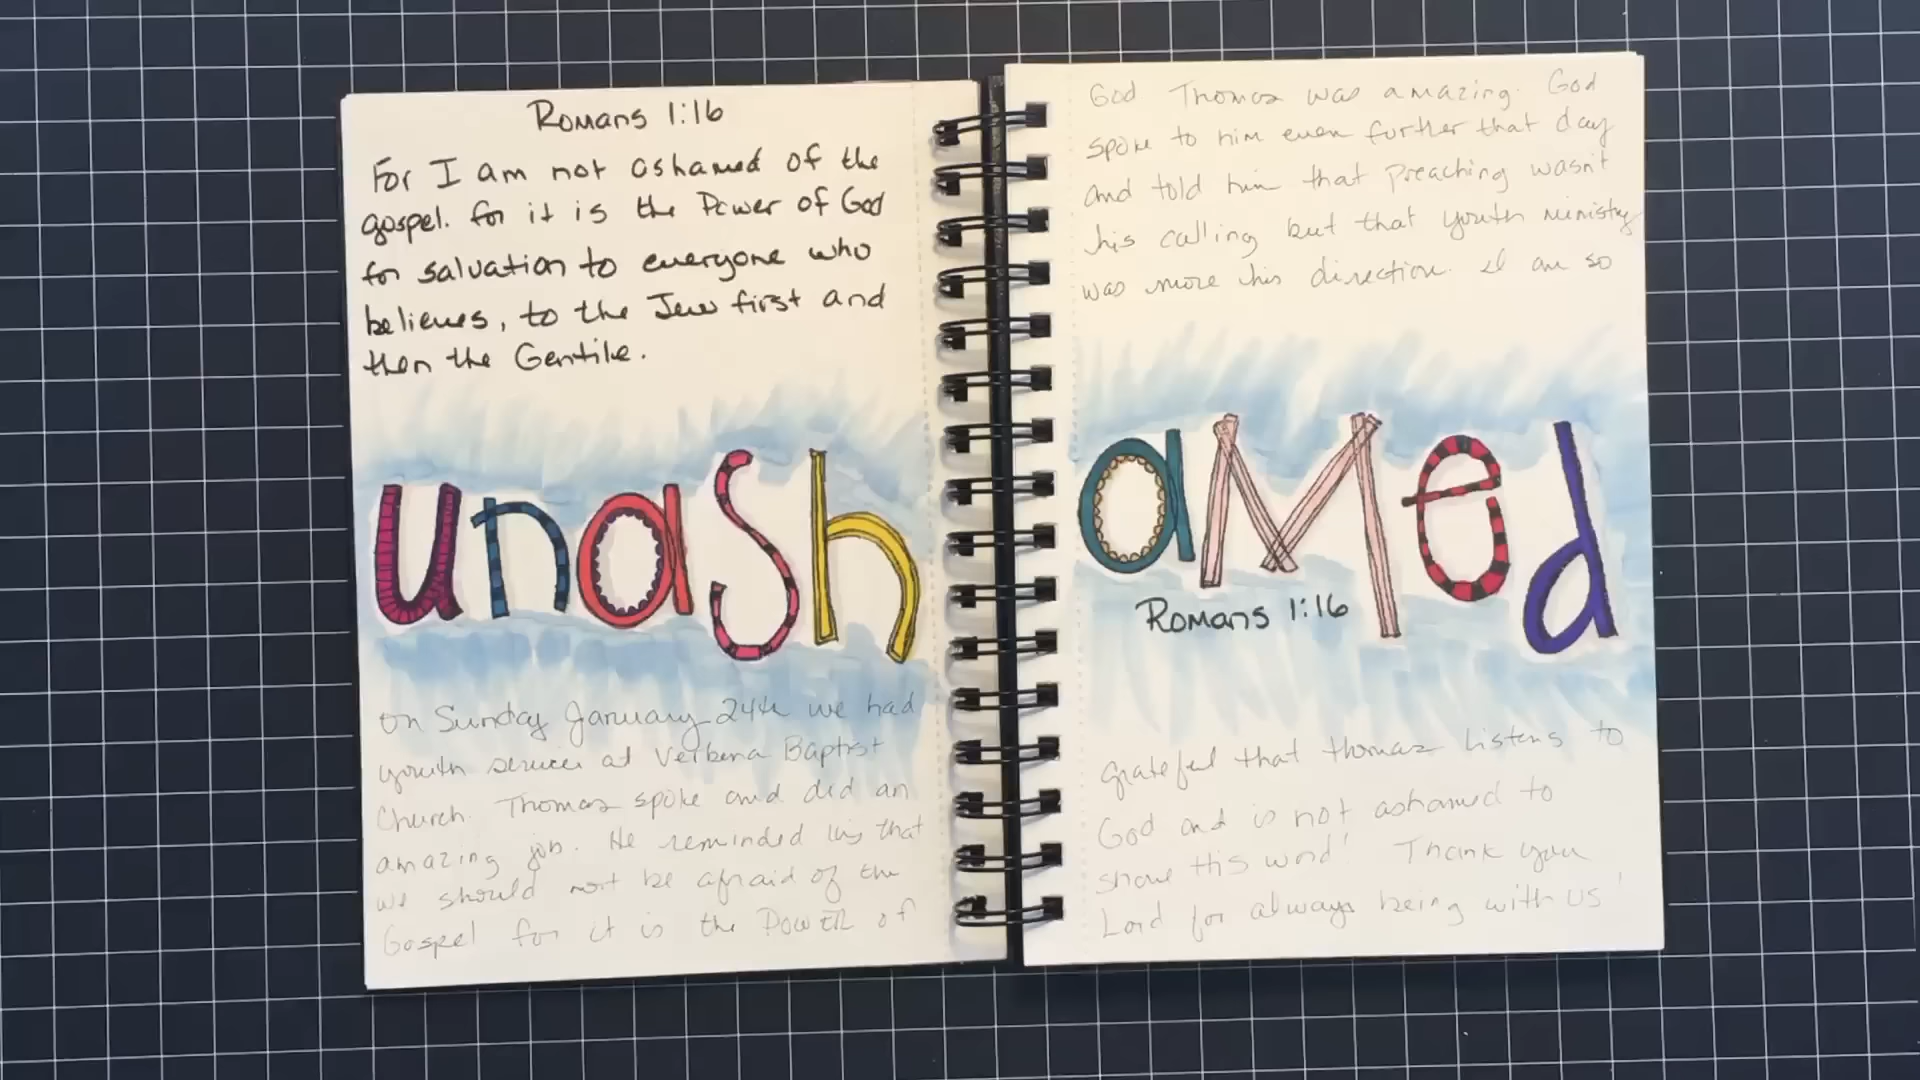 Romans 1:16
For I am not ashamed of the
gospel. for it is the Power of God
for salvation to everyone who
believes, to the Jew first and
then the Gentile.
unash
on Sunday January 24th we had
youth services at Verbena Baptist
Church. Thomas spoke and did an
amazing job. He reminded us that
we should not be afraid of the
Gospel for it is the POWER of
God Thomas was amazing. God
spoke to him even further that day
and told him that preaching wasn't
his calling but that youth ministry
was more his direction. I am so
aMed
Romans 1:16
grateful that Thomas listens to
God and is not ashamed to
share this word! Thank you
Lord for always being with us!